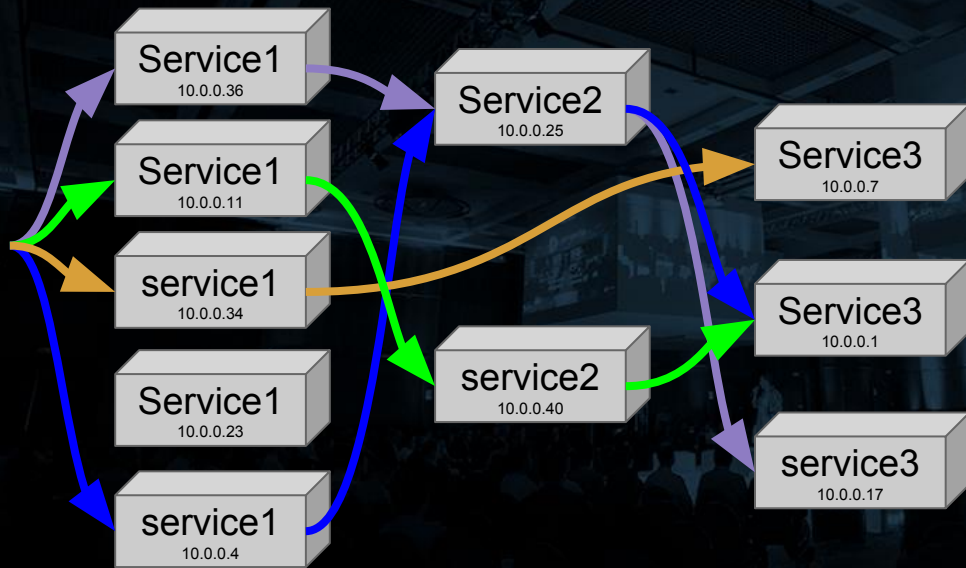 Service1
10.0.0.36
Service1
10.0.0.11
service1
10.0.0.34
Service1
10.0.0.23
service1
10.0.0.4
Service2
10.0.0.25
service2
10.0.0.40
Service3
10.0.0.7
Service3
10.0.0.1
service3
10.0.0.17